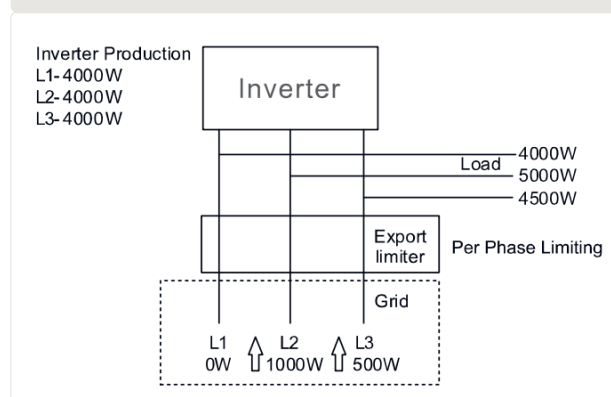 Inverter Production
L1-4000W
L2-4000W
L3-4000W
Inverter
4000W
Load
5000W
4500W
Export
limiter
Per Phase Limiting
Grid
L1 L2 L3
0W 1000W 500W